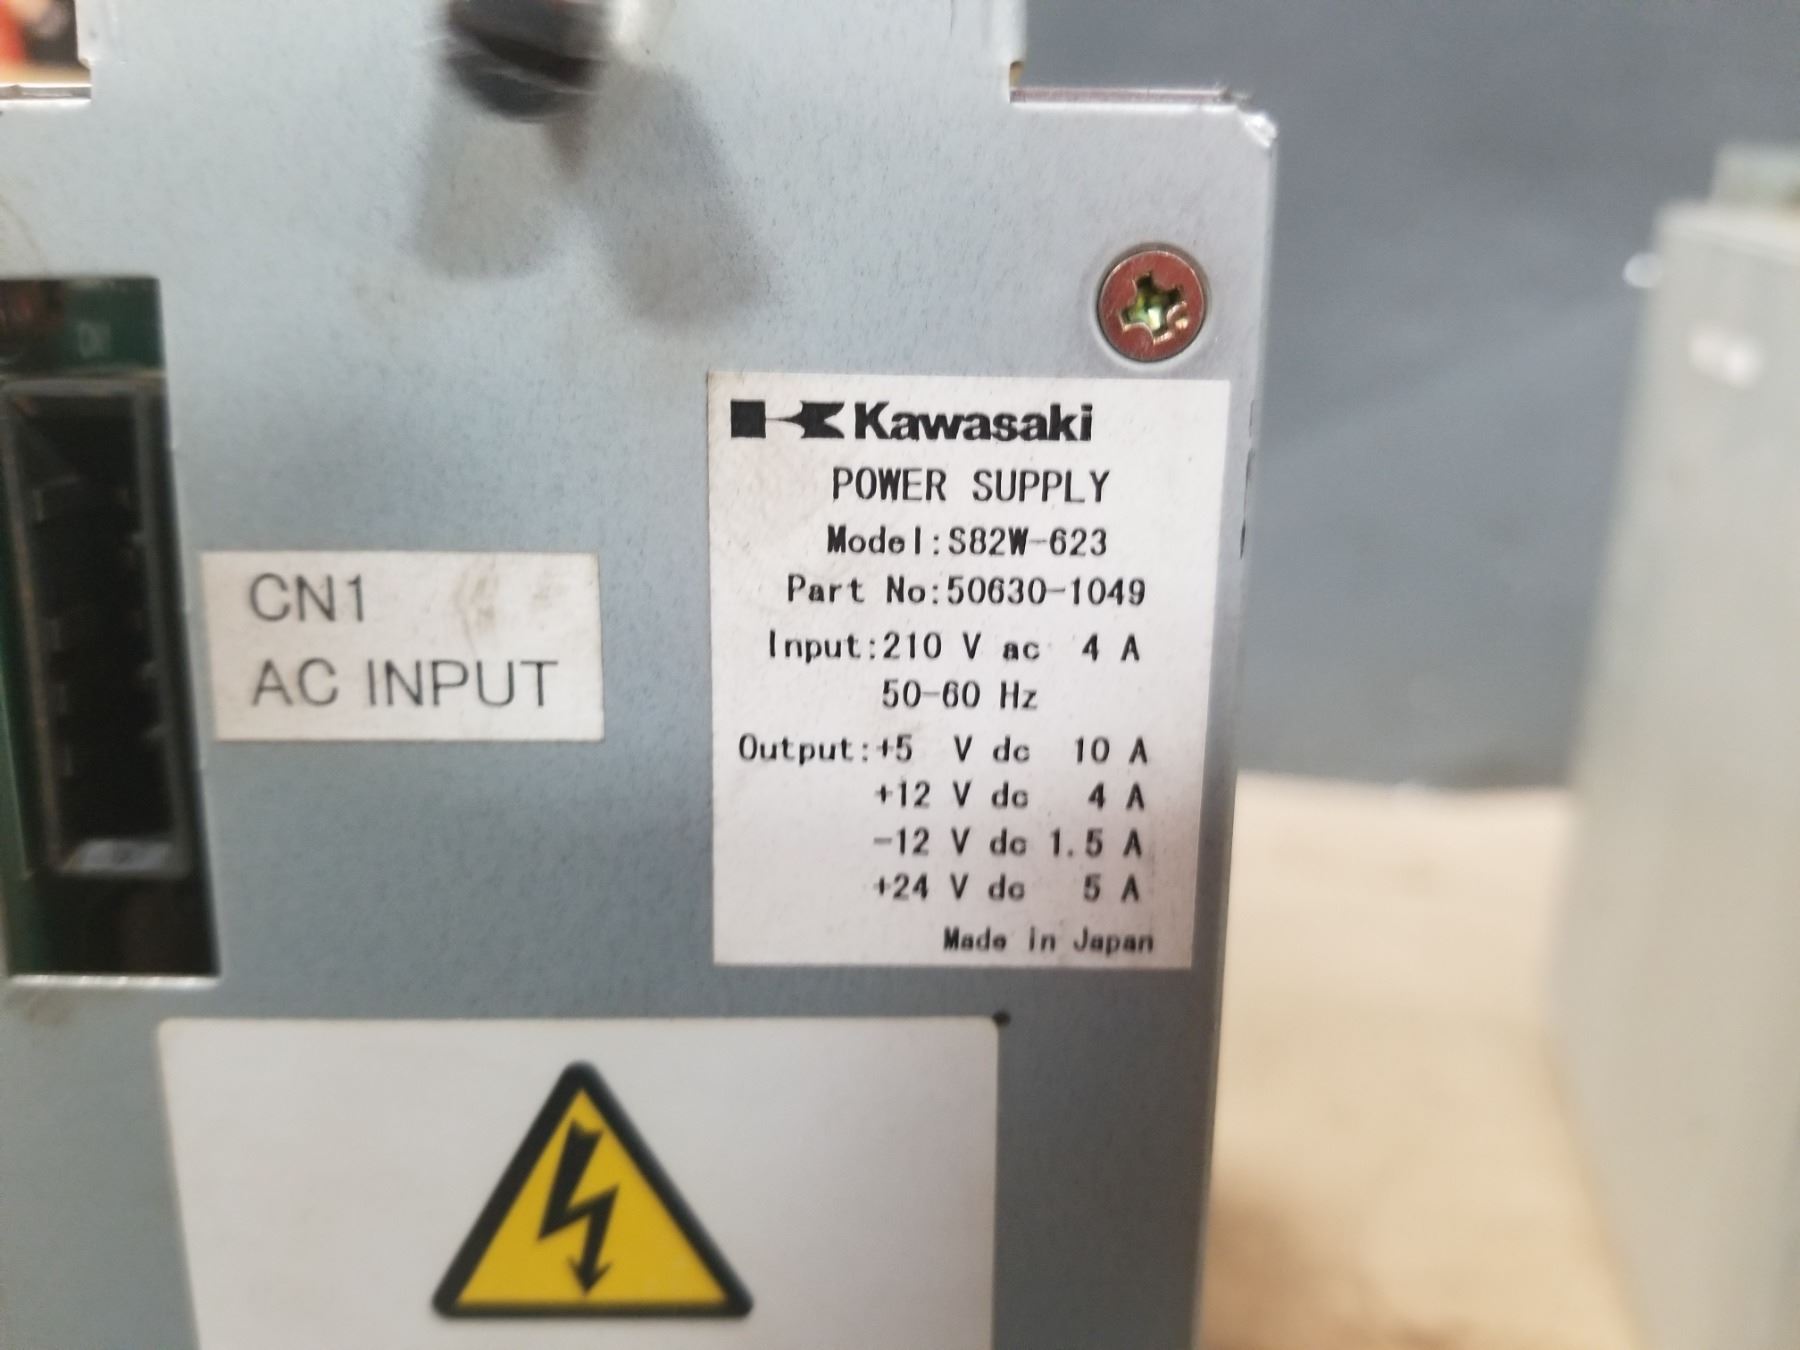 Kawasaki
POWER SUPPLY
Model:S82W-623
Part No:50630-1049
Input:210 V ac 4 A
50-60 Hz
Output:+5 V dc 10 A
+12 V dc 4 A
-12 V dc 1.5 A
+24 V dc 5 A
Made in Japan
CN1
AC INPUT